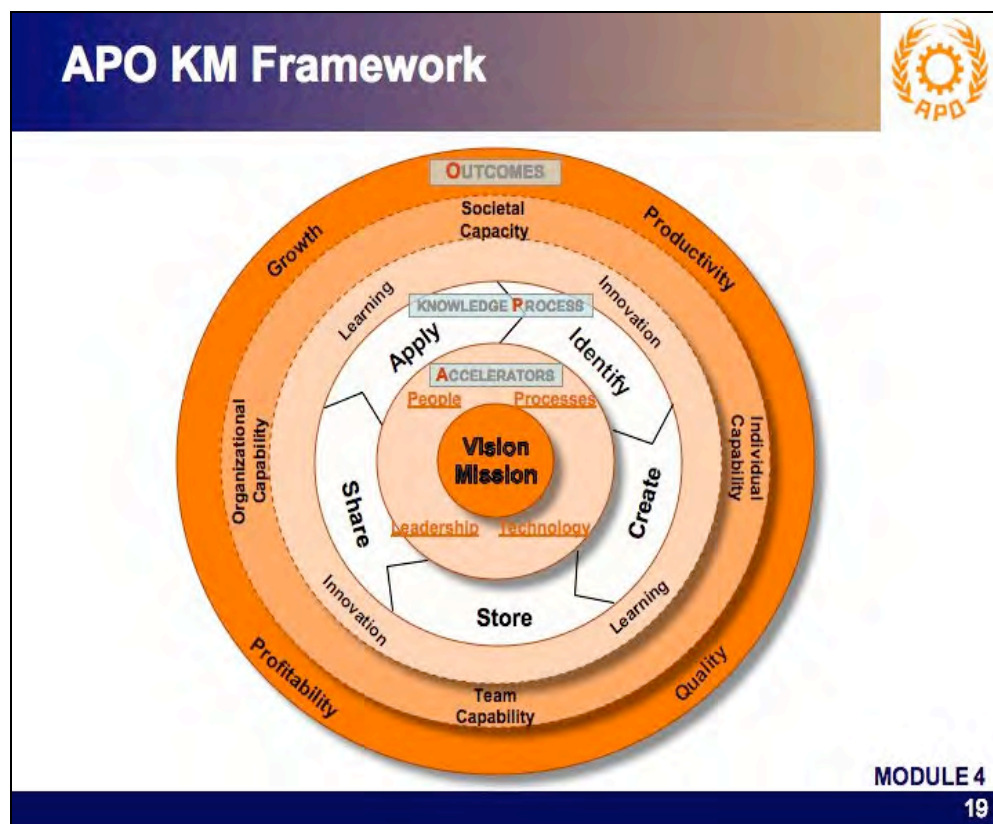 APO KM Framework
APO
OUTCOMES
Societal
Capacity
Growth
Productivity
Learning
Innovation
KNOWLEDGE PROCESS
Apply
Identify
ACCELERATORS
People
Processes
Vision
Mission
Organizational
Capability
Individual
Capability
Share
Create
Leadership
Technology
Innovation
Store
Learning
Profitability
Team
Capability
Quality
MODULE 4
19